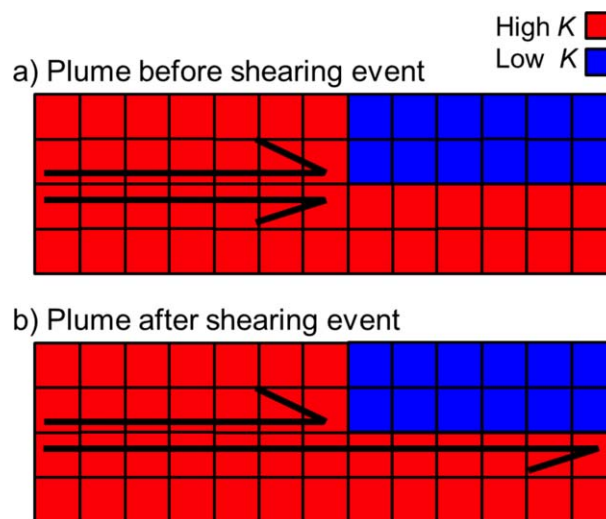 High K
Low K
a) Plume before shearing event
b) Plume after shearing event